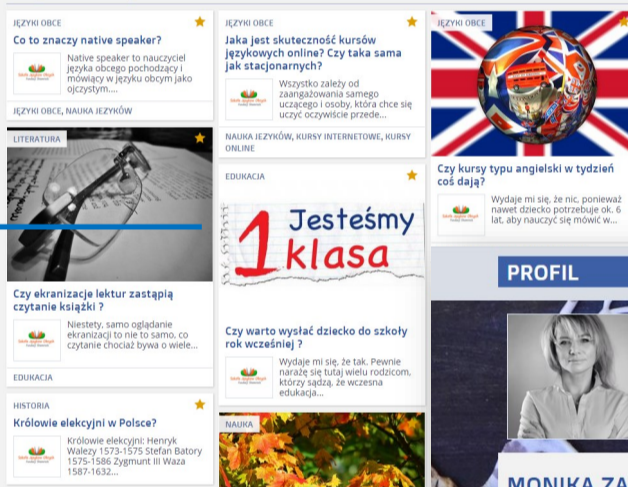 JĘZYKI OBCE
Co to znaczy native speaker?
Native speaker to nauczyciel
języka obcego pochodzący i
mówiący w języku obcym jako
ojczystym....
JĘZYKI OBCE, NAUKA JĘZYKÓW
LITERATURA
Czy ekranizacje lektur zastąpią
czytanie książki ?
Niestety, samo oglądanie
ekranizacji to nie to samo, co
czytanie chociaż bywa o wiele...
EDUKACJA
HISTORIA
Królowie elekcyjni w Polsce?
Królowie elekcyjni: Henryk
Walezy 1573-1575 Stefan Batory
1575-1586 Zygmunt III Waza
1587-1632...
JĘZYKI OBCE
Jaka jest skuteczność kursów
językowych online? Czy taka sama
jak stacjonarnych?
Wszystko zależy od
zaangażowania samego
uczącego i osoby, która chce się
uczyć oczywiście przede...
NAUKA JĘZYKÓW, KURSY INTERNETOWE, KURSY
ONLINE
EDUKACJA
Jesteśmy
1 klasa
Czy warto wysłać dziecko do szkoły
rok wcześniej ?
Wydaje mi się, że tak. Pewnie
narażę się tutaj wielu rodzicom,
którzy sądzą, że wczesna
edukacja...
NAUKA
JĘZYKI OBCE
Czy kursy typu angielski w tydzień
coś dają?
Wydaje mi się, że nic, ponieważ
nawet dziecko potrzebuje ok. 6
lat, aby nauczyć się mówić w...
PROFIL
MONIKA ZA